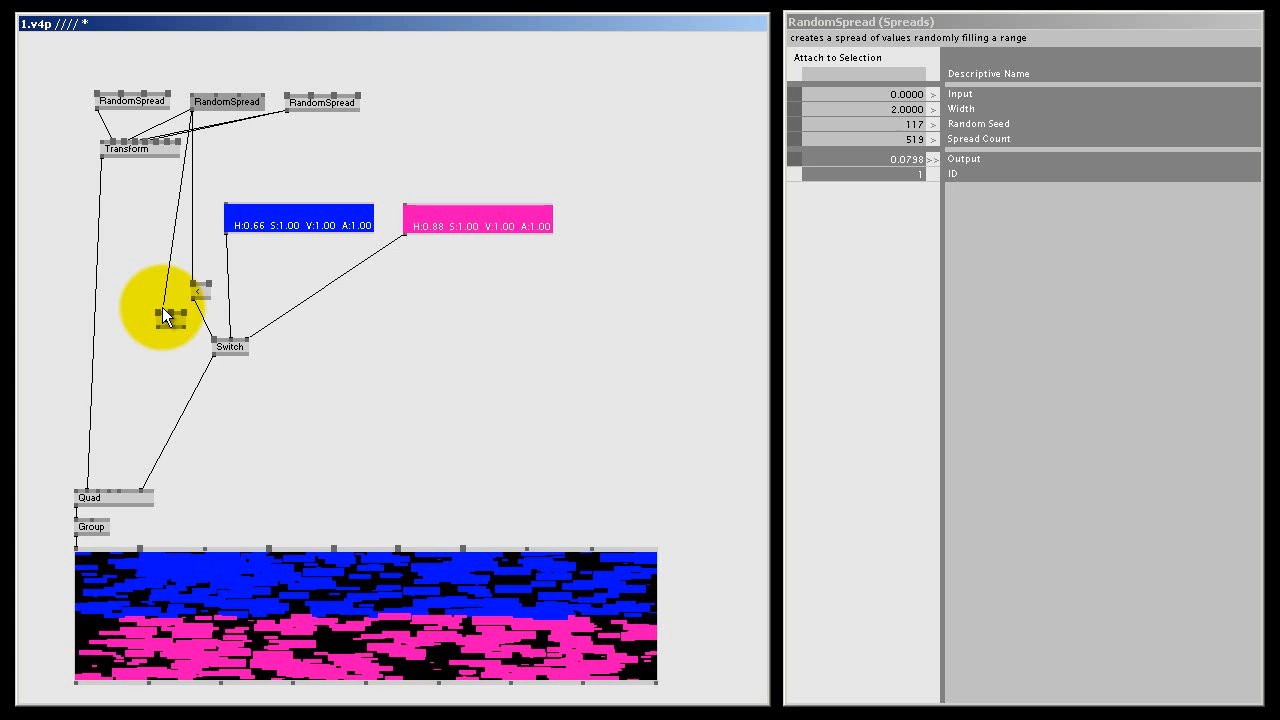 1.v4p //// *
RandomSpread
RandomSpread
RandomSpread
Transform
H:0.66 S:1.00 V:1.00 A:1.00
H:0.88 S:1.00 V:1.00 A:1.00
<
Switch
Quad
Group
RandomSpread (Spreads)
creates a spread of values randomly filling a range
Attach to Selection
Descriptive Name
0.0000 > Input
2.0000 > Width
117 > Random Seed
519 > Spread Count
0.0798 >> Output
1 ID